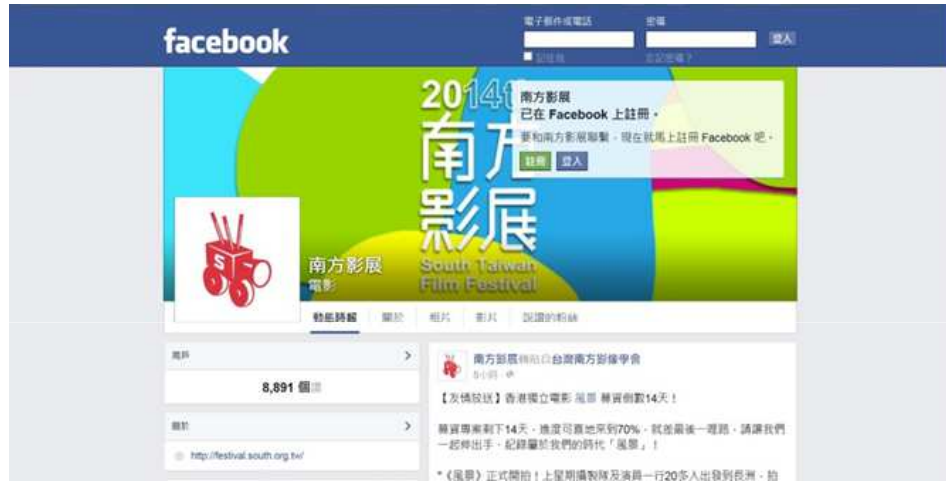 facebook
電子郵件或電話
密碼
登入
記住我
忘記密碼？
2014th
南方
影展
South Taiwan
Film Festival
南方影展
已在 Facebook 上註冊。
要和南方影展聯繫，現在就馬上註冊 Facebook 吧。
註冊 登入
S
南方影展
電影
動態時報 關於 相片 影片 說讚的粉絲
用戶
8,891 個讚
關於
http://festival.south.org.tw/
南方影展轉貼自台灣南方影像學會
【友情放送】香港獨立電影 風景 募資倒數14天！
募資專案剩下14天，進度可喜地來到70%，就差最後一哩路，請讓我們
一起伸出手，紀錄屬於我們的時代「風景」！
*《風景》正式開拍！上星期攝製隊及演員一行20多人出發到長洲，拍